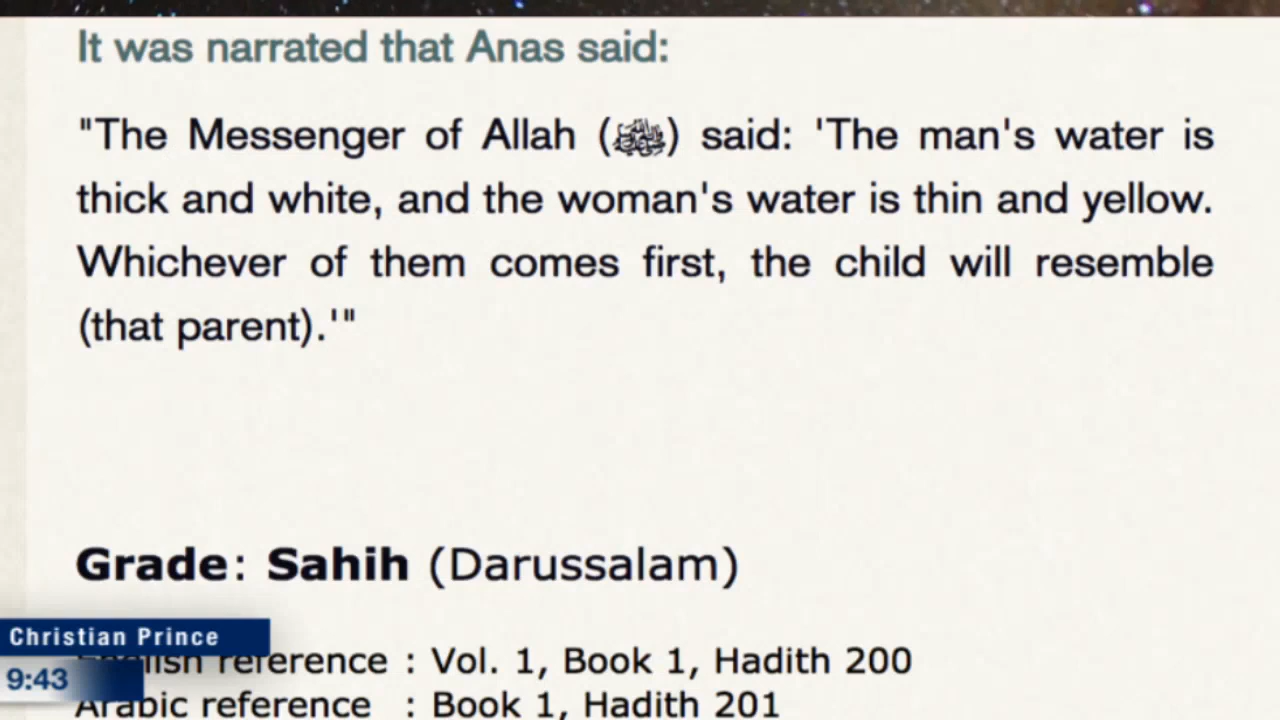 It was narrated that Anas said:
"The Messenger of Allah (ﷺ) said: 'The man's water is
thick and white, and the woman's water is thin and yellow.
Whichever of them comes first, the child will resemble
(that parent).'"
Grade: Sahih (Darussalam)
Christian Prince
English reference : Vol. 1, Book 1, Hadith 200
9:43
Arabic reference : Book 1, Hadith 201